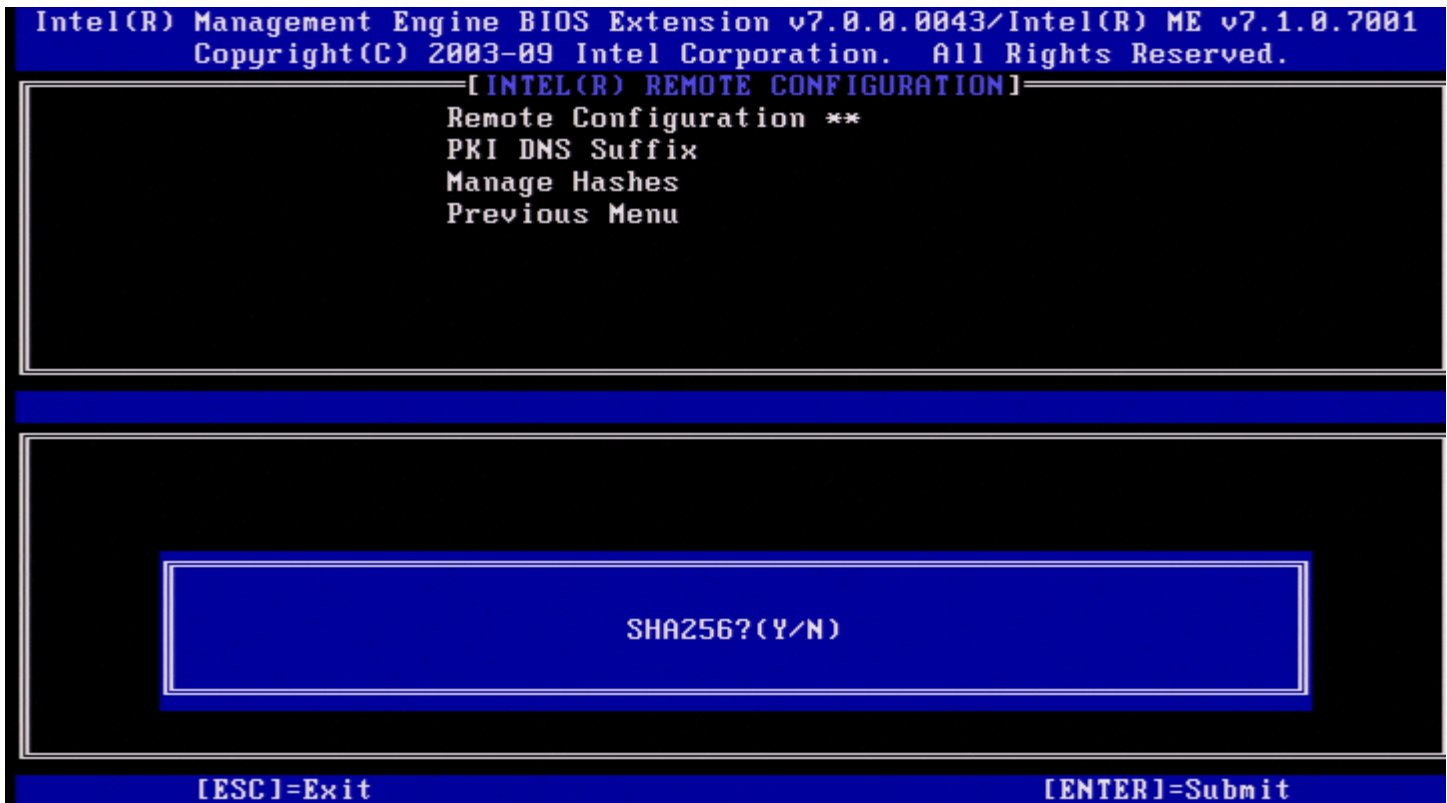 Intel(R) Management Engine BIOS Extension v7.0.0.0043/Intel(R) ME v7.1.0.7001
Copyright(C) 2003-09 Intel Corporation. All Rights Reserved.
[INTEL(R) REMOTE CONFIGURATION]
Remote Configuration **
PKI DNS Suffix
Manage Hashes
Previous Menu
SHA256?(Y/N)
[ESC]=Exit [ENTER]=Submit